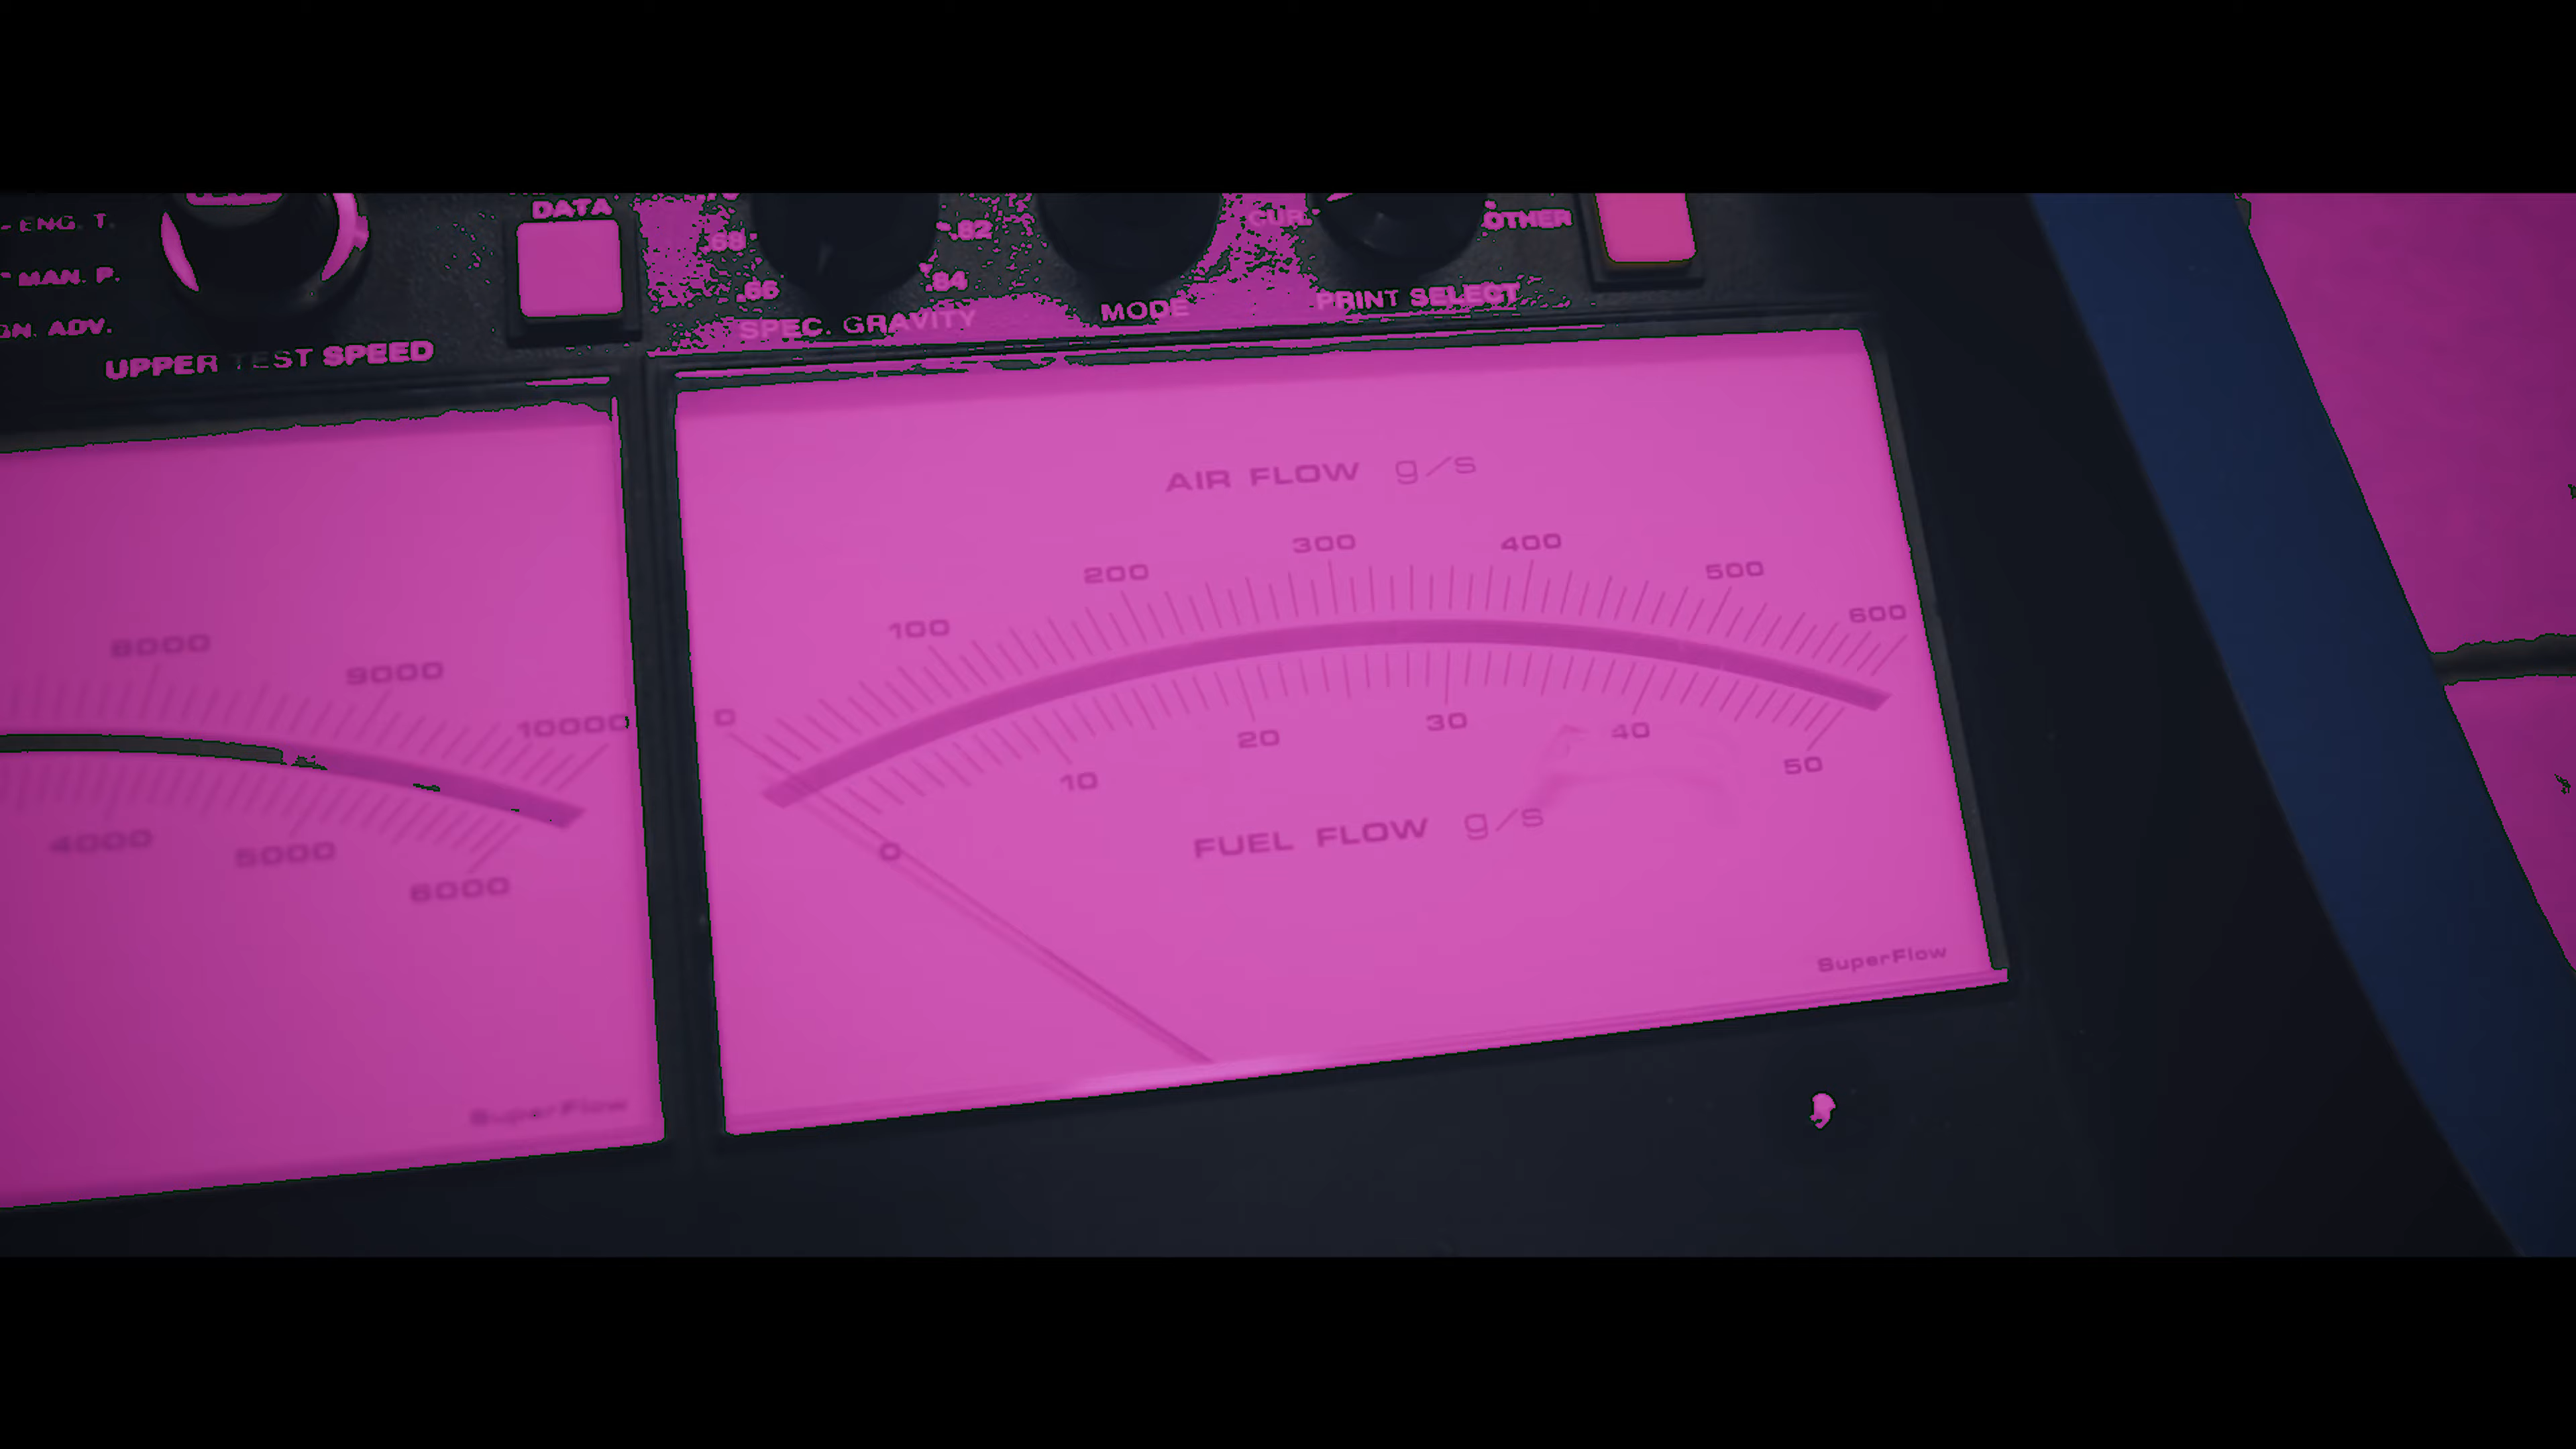 DATA
- ENG. T.
.68
.82
CUR.
OTHER
MAN. P.
.66
.84
PRINT SELECT
MODE
SPEC. GRAVITY
ADV.
UPPER TEST SPEED
AIR FLOW g/s
0 100 200 300 400 500 600
0 10 20 30 40 50
FUEL FLOW g/s
SuperFlow
8000 9000 10000
4000 5000 6000
SuperFlow